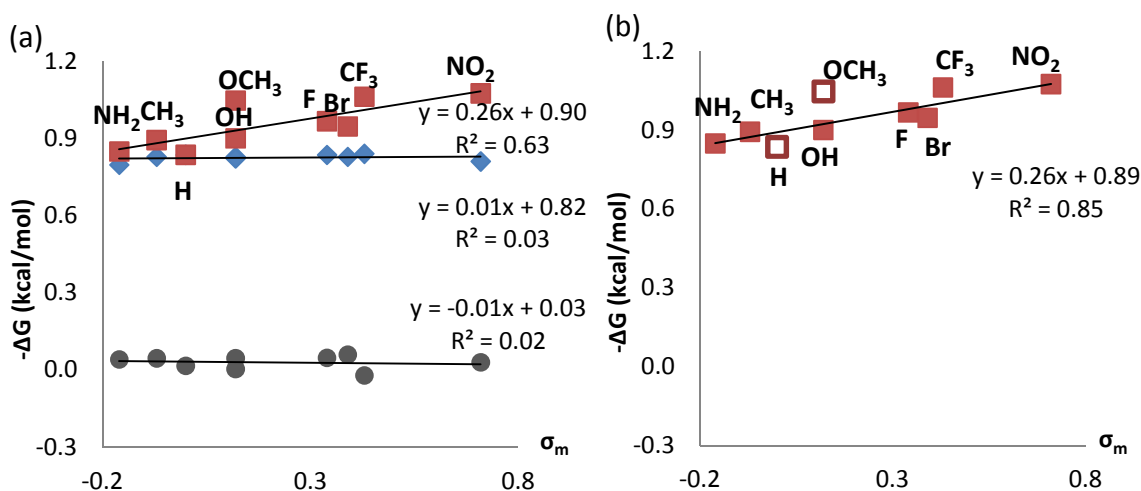 (a)
1.2
0.9
0.6
0.3
0.0
-0.3
-ΔG (kcal/mol)
NH₂
CH₃
H
OCH₃
OH
F
Br
CF₃
NO₂
y = 0.26x + 0.90
R² = 0.63
y = 0.01x + 0.82
R² = 0.03
y = -0.01x + 0.03
R² = 0.02
σₘ
-0.2
0.3
0.8
(b)
1.2
0.9
0.6
0.3
0.0
-0.3
-ΔG (kcal/mol)
NH₂
CH₃
H
OCH₃
OH
F
Br
CF₃
NO₂
y = 0.26x + 0.89
R² = 0.85
σₘ
-0.2
0.3
0.8